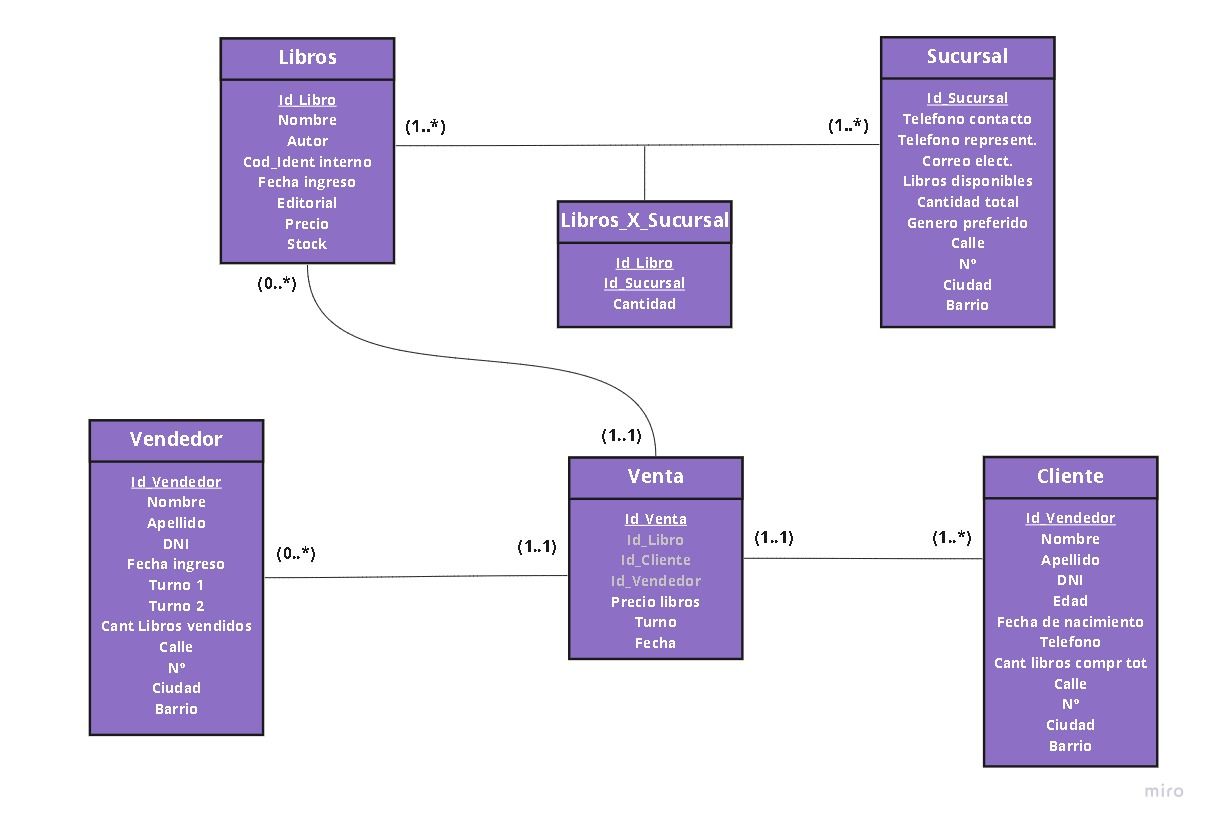 Libros
Id_Libro
Nombre
Autor
Cod_Ident interno
Fecha ingreso
Editorial
Precio
Stock
(1..*)
(0..*)
(1..*)
Sucursal
Id_Sucursal
Telefono contacto
Telefono represent.
Correo elect.
Libros disponibles
Cantidad total
Genero preferido
Calle
Nº
Ciudad
Barrio
Libros_X_Sucursal
Id_Libro
Id_Sucursal
Cantidad
Vendedor
Id_Vendedor
Nombre
Apellido
DNI
Fecha ingreso
Turno 1
Turno 2
Cant Libros vendidos
Calle
Nº
Ciudad
Barrio
(0..*)
(1..1)
(1..1)
Venta
Id_Venta
Id_Libro
Id_Cliente
Id_Vendedor
Precio libros
Turno
Fecha
(1..1)
(1..*)
Cliente
Id_Vendedor
Nombre
Apellido
DNI
Edad
Fecha de nacimiento
Telefono
Cant libros compr tot
Calle
Nº
Ciudad
Barrio
miro